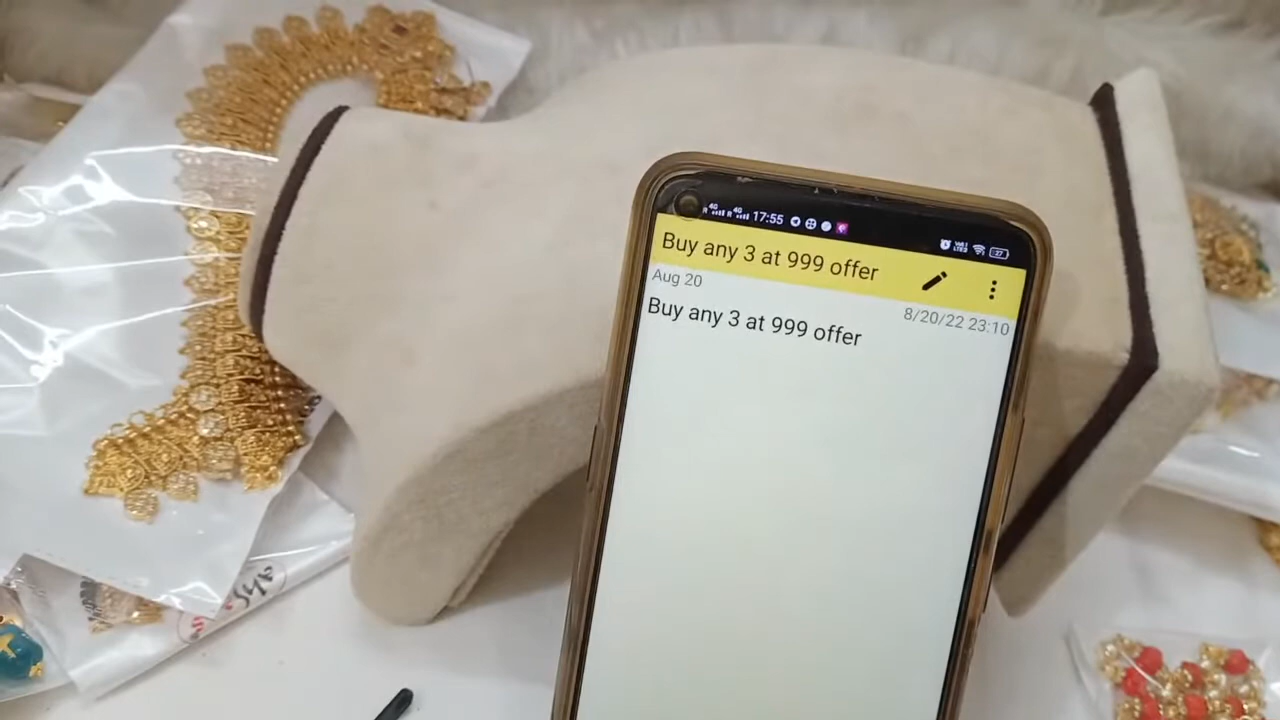 17:55
Buy any 3 at 999 offer
Aug 20
8/20/22 23:10
Buy any 3 at 999 offer